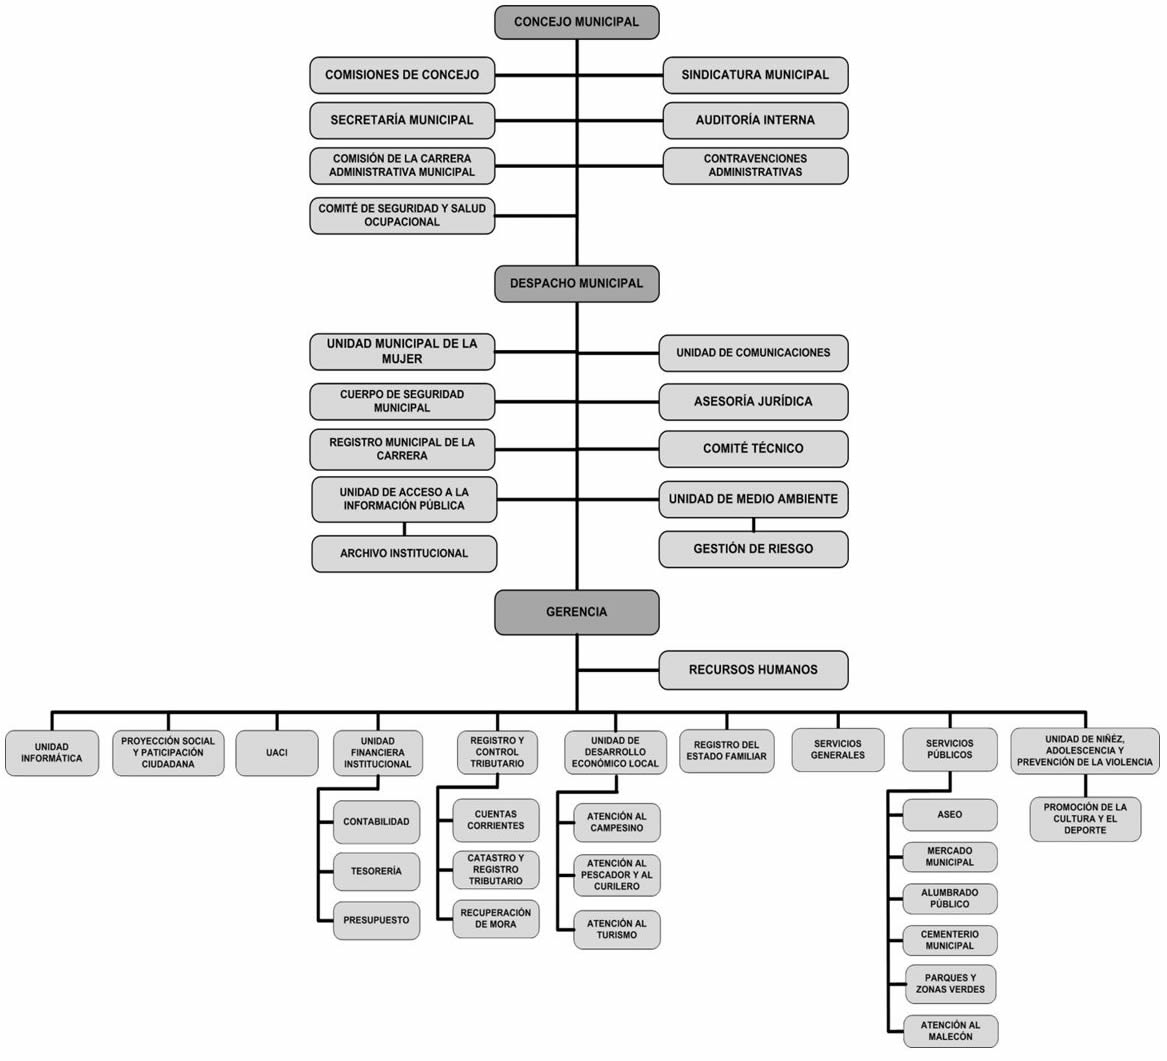 CONCEJO MUNICIPAL
COMISIONES DE CONCEJO
SINDICATURA MUNICIPAL
SECRETARÍA MUNICIPAL
AUDITORÍA INTERNA
COMISIÓN DE LA CARRERA
ADMINISTRATIVA MUNICIPAL
CONTRAVENCIONES
ADMINISTRATIVAS
COMITÉ DE SEGURIDAD Y SALUD
OCUPACIONAL
DESPACHO MUNICIPAL
UNIDAD MUNICIPAL DE LA
MUJER
UNIDAD DE COMUNICACIONES
CUERPO DE SEGURIDAD
MUNICIPAL
ASESORÍA JURÍDICA
REGISTRO MUNICIPAL DE LA
CARRERA
COMITÉ TÉCNICO
UNIDAD DE ACCESO A LA
INFORMACIÓN PÚBLICA
UNIDAD DE MEDIO AMBIENTE
ARCHIVO INSTITUCIONAL
GESTIÓN DE RIESGO
GERENCIA
RECURSOS HUMANOS
UNIDAD
INFORMÁTICA
PROYECCIÓN SOCIAL
Y PATICIPACIÓN
CIUDADANA
UACI
UNIDAD
FINANCIERA
INSTITUCIONAL
REGISTRO Y
CONTROL
TRIBUTARIO
UNIDAD DE
DESARROLLO
ECONÓMICO LOCAL
REGISTRO DEL
ESTADO FAMILIAR
SERVICIOS
GENERALES
SERVICIOS
PÚBLICOS
UNIDAD DE NIÑÉZ,
ADOLESCENCIA Y
PREVENCIÓN DE LA VIOLENCIA
CONTABILIDAD
TESORERÍA
PRESUPUESTO
CUENTAS
CORRIENTES
CATASTRO Y
REGISTRO
TRIBUTARIO
RECUPERACIÓN
DE MORA
ATENCIÓN AL
CAMPESINO
ATENCIÓN AL
PESCADOR Y AL
CURILERO
ATENCIÓN AL
TURISMO
ASEO
MERCADO
MUNICIPAL
ALUMBRADO
PÚBLICO
CEMENTERIO
MUNICIPAL
PARQUES Y
ZONAS VERDES
ATENCIÓN AL
MALECÓN
PROMOCIÓN DE LA
CULTURA Y EL
DEPORTE